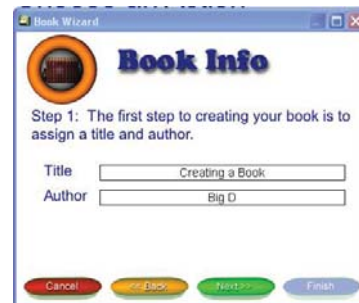 Book Wizard
Book Info
Step 1: The first step to creating your book is to
assign a title and author.
Title Creating a Book
Author Big D
Cancel << Back Next >> Finish